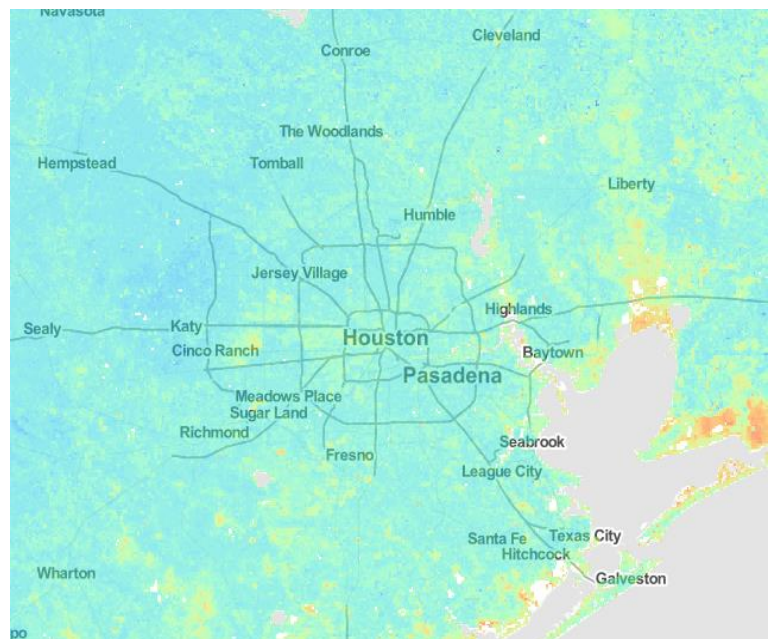 Navasota
Cleveland
Conroe
The Woodlands
Hempstead
Tomball
Liberty
Humble
Jersey Village
Highlands
Sealy
Katy
Houston
Cinco Ranch
Baytown
Pasadena
Meadows Place
Sugar Land
Richmond
Seabrook
Fresno
League City
Santa Fe
Texas City
Hitchcock
Wharton
Galveston
po